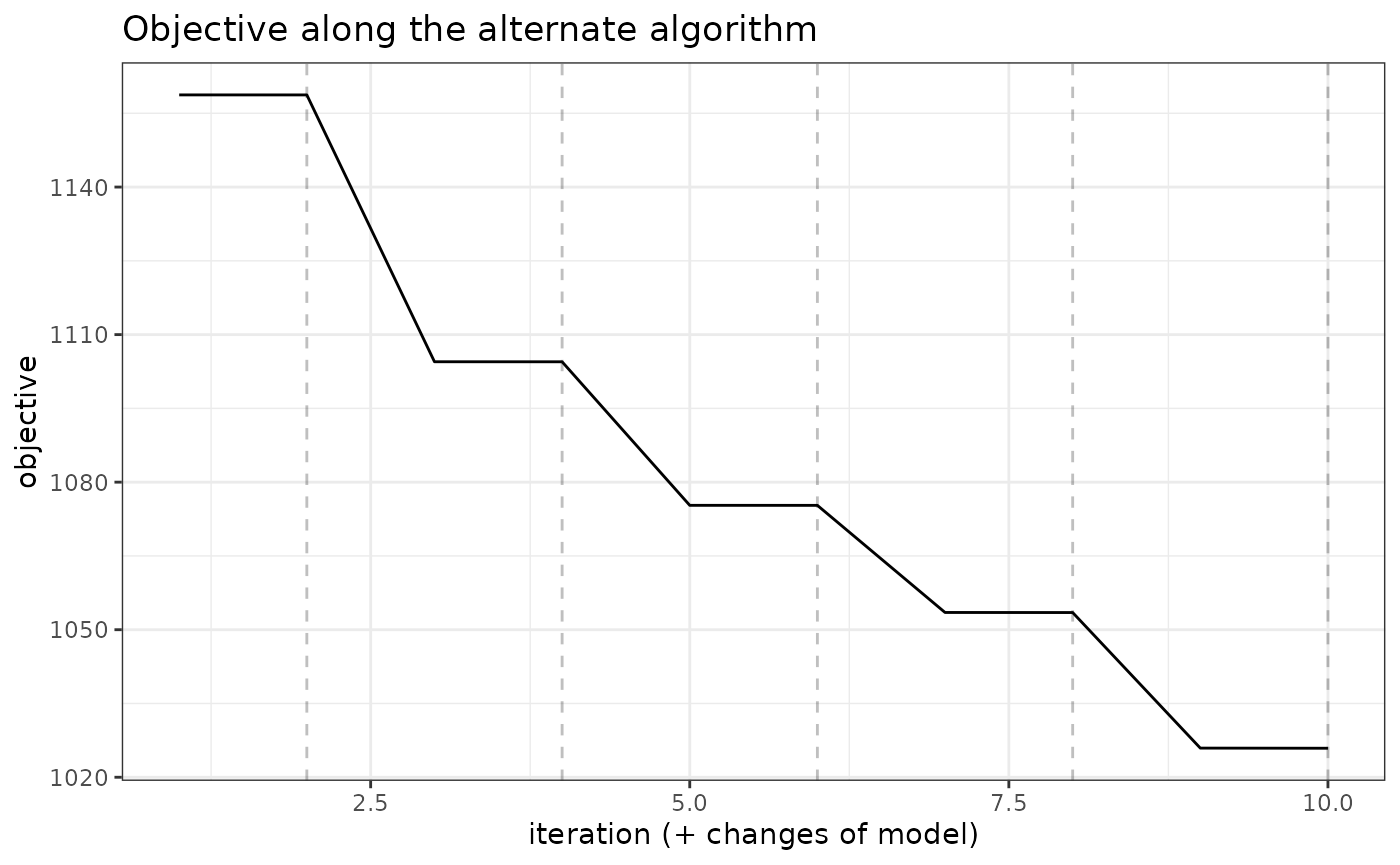 Objective along the alternate algorithm
objective
1140
1110
1080
1050
1020
2.5 5.0 7.5 10.0
iteration (+ changes of model)